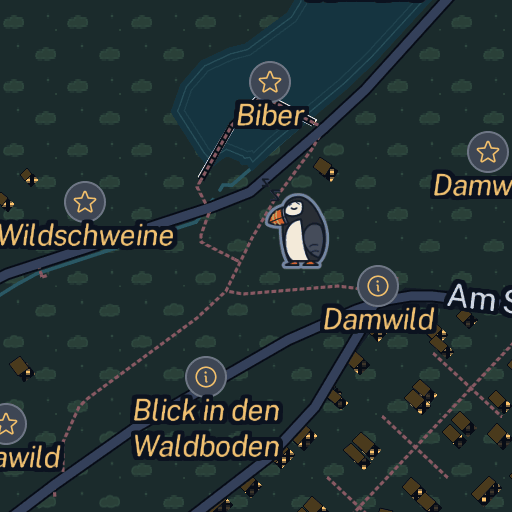 Biber
Damw
Wildschweine
Am S
Damwild
Blick in den
Waldboden
awild